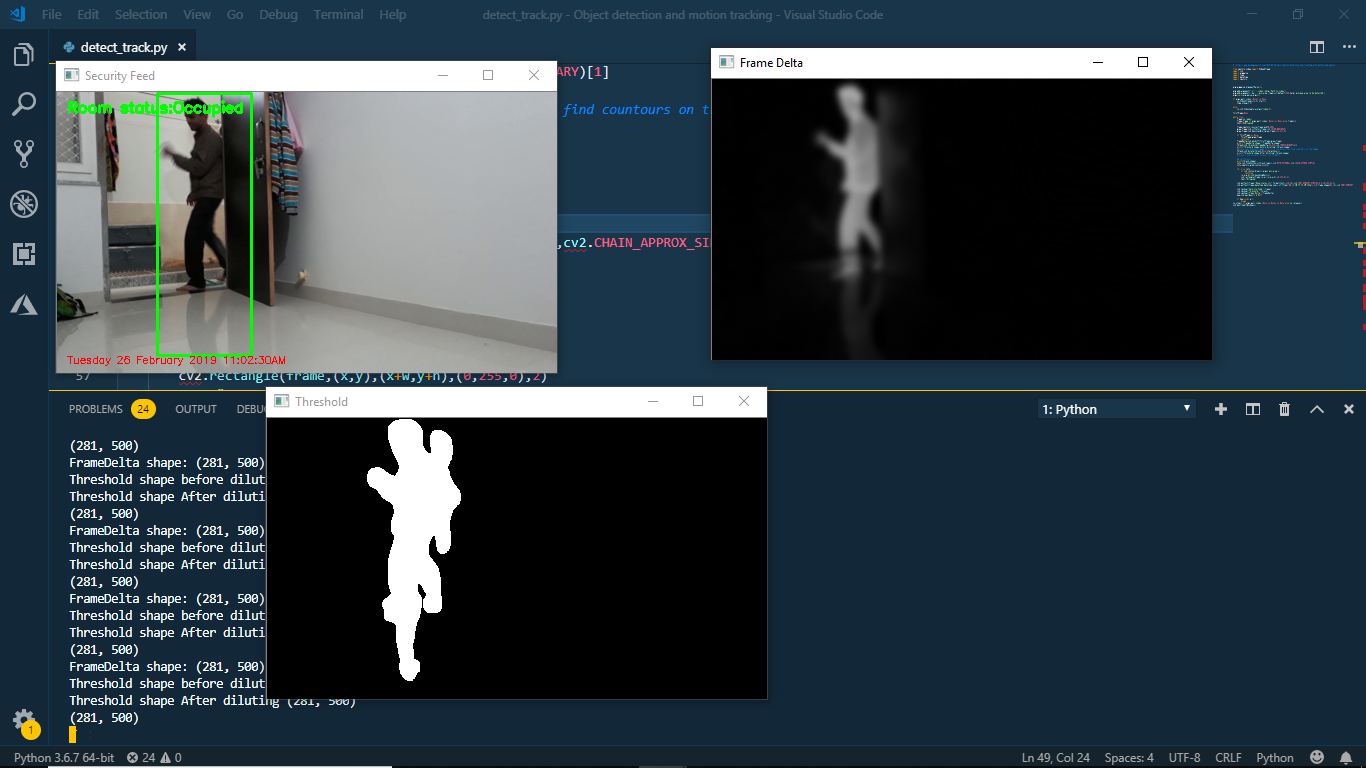 File Edit Selection View Go Debug Terminal Help
detect_track.py - Object detection and motion tracking - Visual Studio Code
detect_track.py
Security Feed
Room status:Occupied
Tuesday 26 February 2019 11:02:30AM
Frame Delta
ARY)[1]
find countours on t
,cv2.CHAIN_APPROX_SI
57 cv2.rectangle(frame,(x,y),(x+w,y+h),(0,255,0),2)
PROBLEMS 24 OUTPUT DEBU
1: Python
Threshold
(281, 500)
FrameDelta shape: (281, 500)
Threshold shape before dilut
Threshold shape After diluti
(281, 500)
FrameDelta shape: (281, 500)
Threshold shape before dilut
Threshold shape After diluti
(281, 500)
FrameDelta shape: (281, 500)
Threshold shape before dilut
Threshold shape After diluti
(281, 500)
FrameDelta shape: (281, 500)
Threshold shape before dilut
Threshold shape After diluting (281, 500)
(281, 500)
1
Python 3.6.7 64-bit 24 0
Ln 49, Col 24 Spaces: 4 UTF-8 CRLF Python